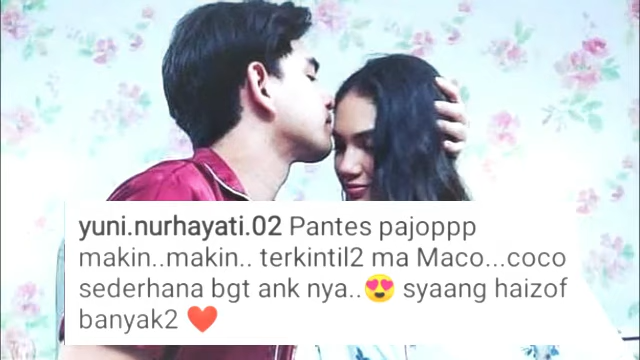 yuni.nurhayati.02 Pantes pajoppp
makin..makin.. terkintil2 ma Maco...coco
sederhana bgt ank nya..😍 syaang haizof
banyak2 ❤️